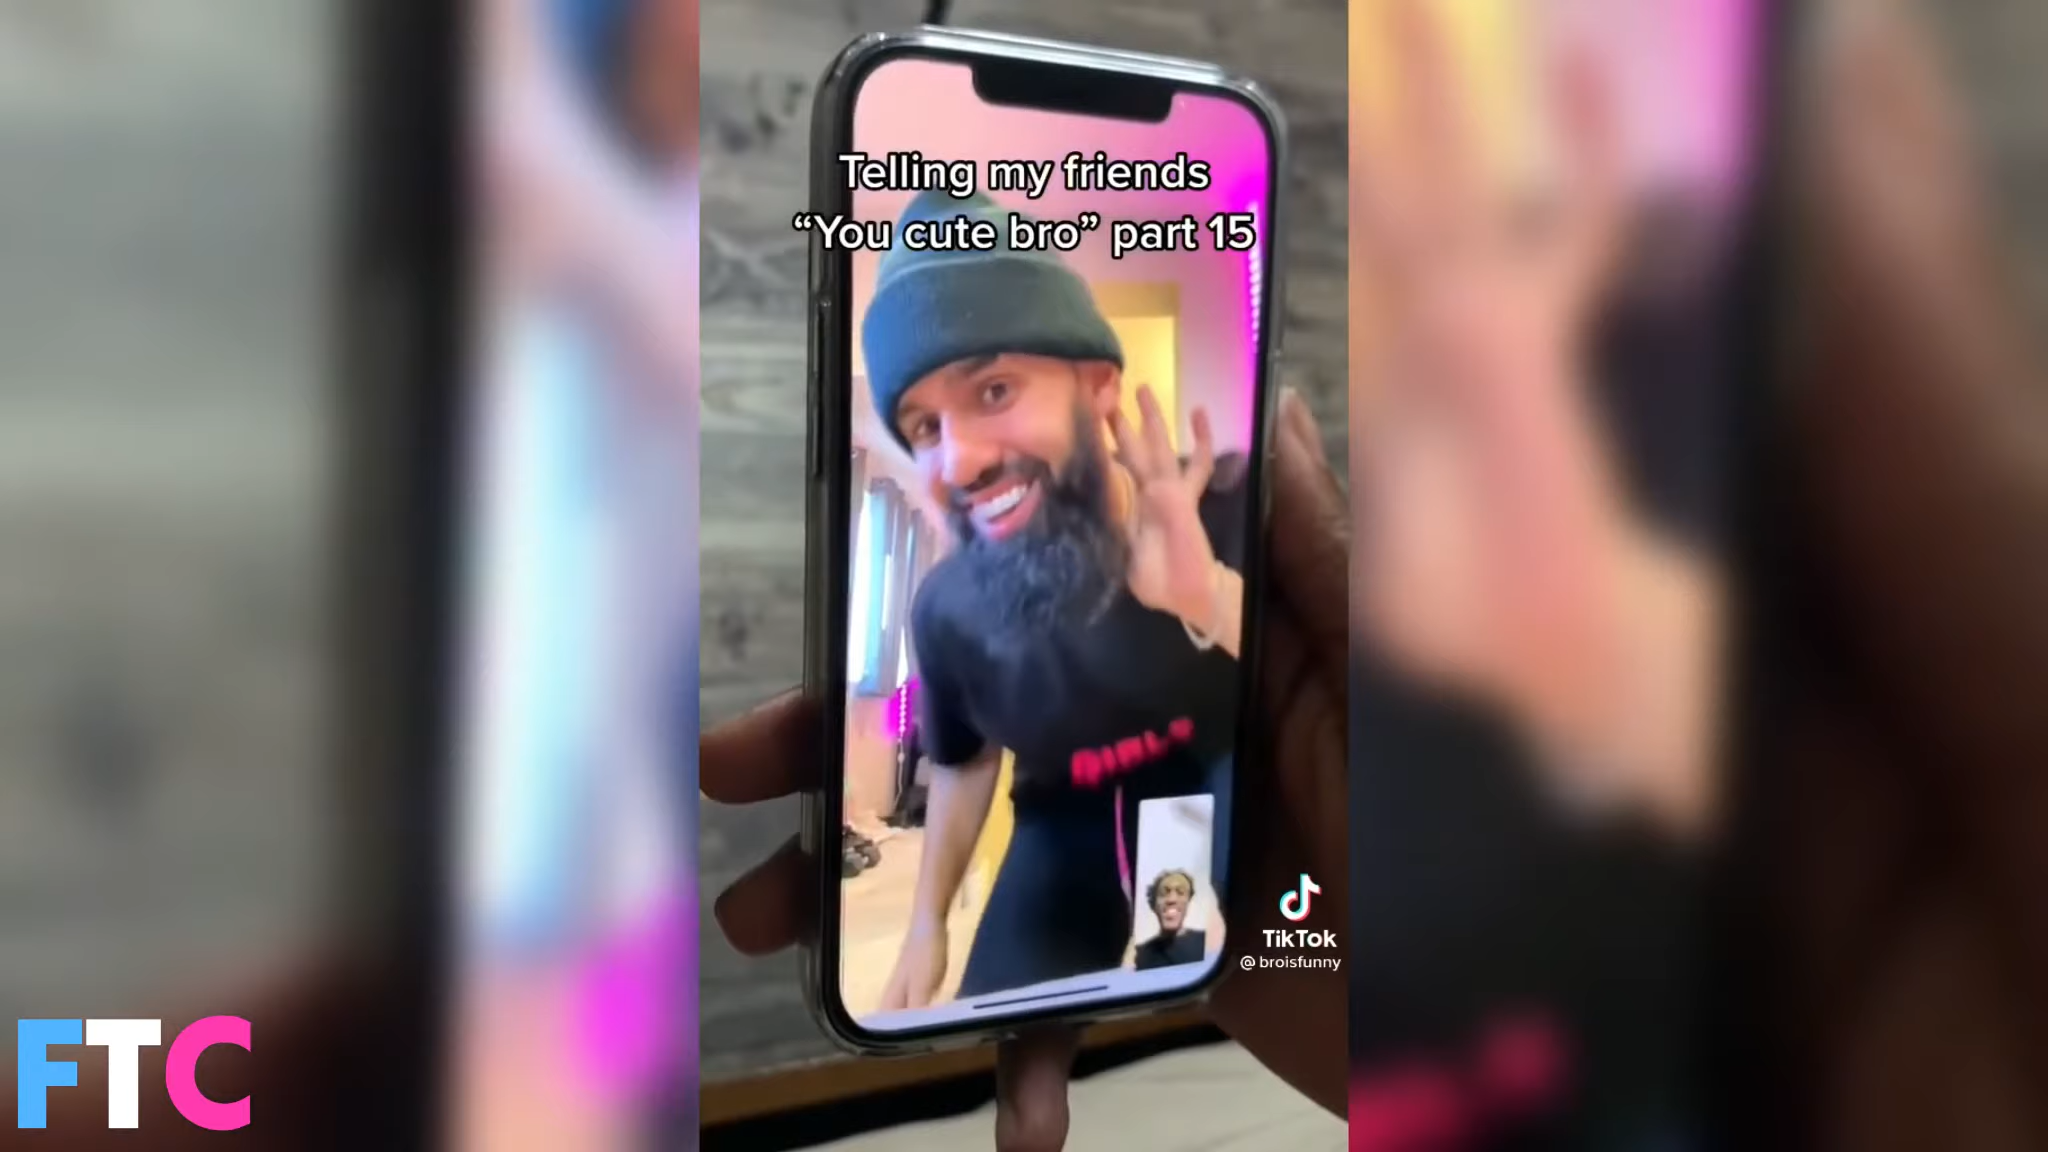 Telling my friends
“You cute bro” part 15
TikTok
@ broisfunny
FTC